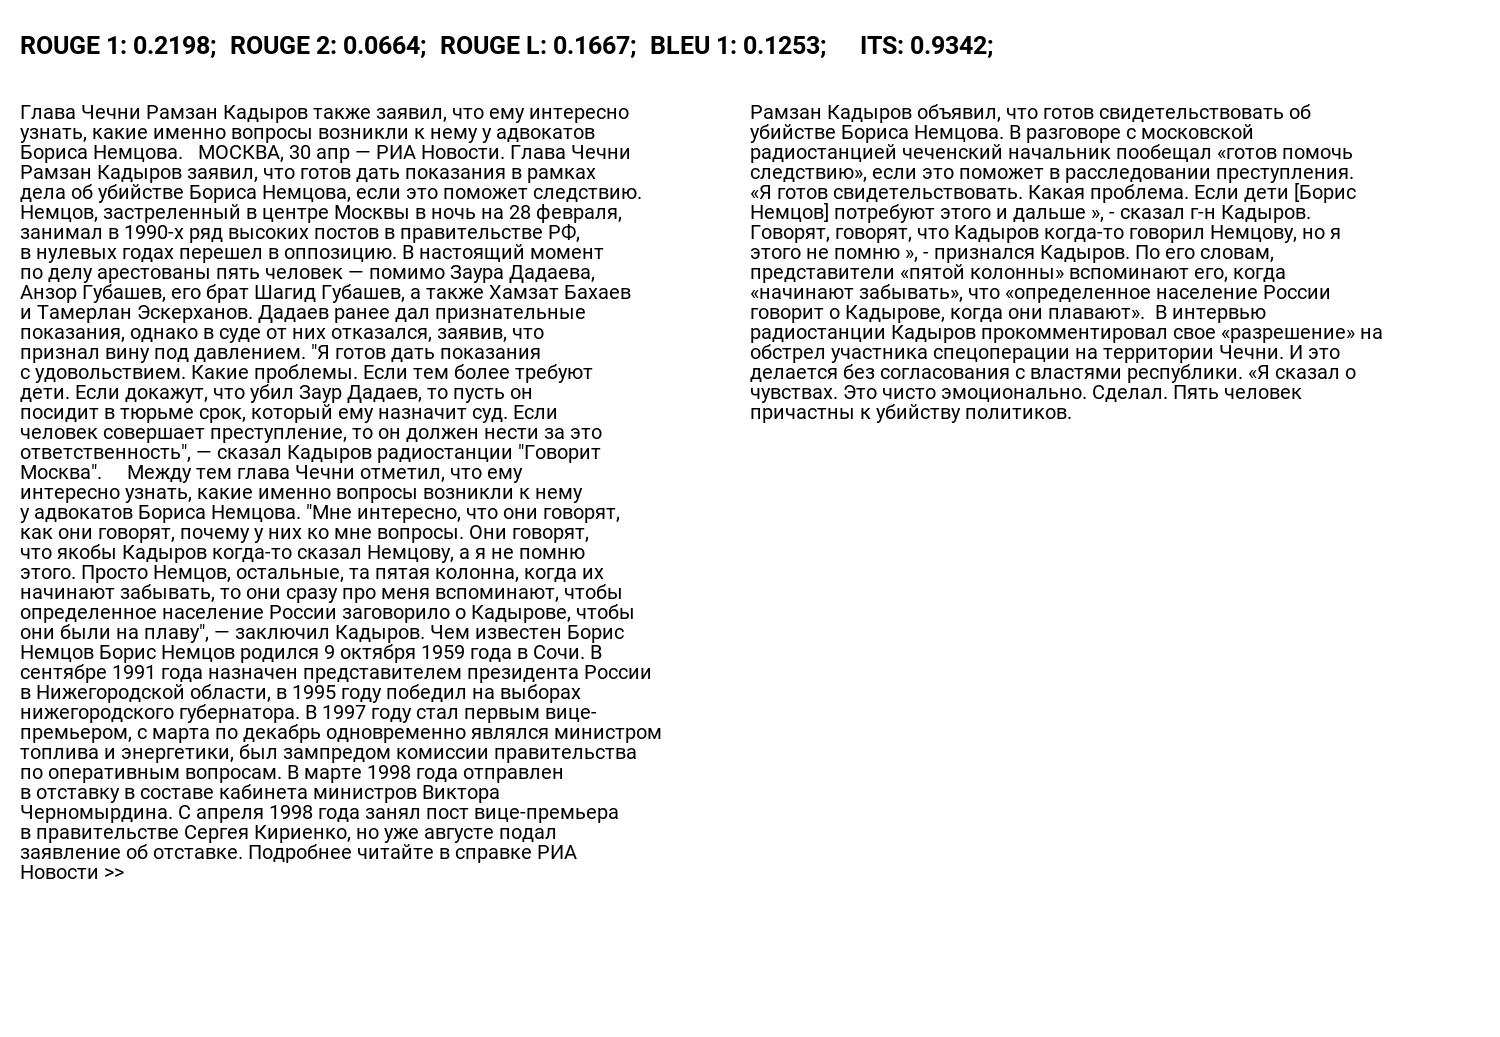 ROUGE 1: 0.2198;  ROUGE 2: 0.0664;  ROUGE L: 0.1667;  BLEU 1: 0.1253;     ITS: 0.9342;
Глава Чечни Рамзан Кадыров также заявил, что ему интересно
узнать, какие именно вопросы возникли к нему у адвокатов
Бориса Немцова.   МОСКВА, 30 апр — РИА Новости. Глава Чечни
Рамзан Кадыров заявил, что готов дать показания в рамках
дела об убийстве Бориса Немцова, если это поможет следствию.
Немцов, застреленный в центре Москвы в ночь на 28 февраля,
занимал в 1990-х ряд высоких постов в правительстве РФ,
в нулевых годах перешел в оппозицию. В настоящий момент
по делу арестованы пять человек — помимо Заура Дадаева,
Анзор Губашев, его брат Шагид Губашев, а также Хамзат Бахаев
и Тамерлан Эскерханов. Дадаев ранее дал признательные
показания, однако в суде от них отказался, заявив, что
признал вину под давлением. "Я готов дать показания
с удовольствием. Какие проблемы. Если тем более требуют
дети. Если докажут, что убил Заур Дадаев, то пусть он
посидит в тюрьме срок, который ему назначит суд. Если
человек совершает преступление, то он должен нести за это
ответственность", — сказал Кадыров радиостанции "Говорит
Москва".     Между тем глава Чечни отметил, что ему
интересно узнать, какие именно вопросы возникли к нему
у адвокатов Бориса Немцова. "Мне интересно, что они говорят,
как они говорят, почему у них ко мне вопросы. Они говорят,
что якобы Кадыров когда-то сказал Немцову, а я не помню
этого. Просто Немцов, остальные, та пятая колонна, когда их
начинают забывать, то они сразу про меня вспоминают, чтобы
определенное население России заговорило о Кадырове, чтобы
они были на плаву", — заключил Кадыров. Чем известен Борис
Немцов Борис Немцов родился 9 октября 1959 года в Сочи. В
сентябре 1991 года назначен представителем президента России
в Нижегородской области, в 1995 году победил на выборах
нижегородского губернатора. В 1997 году стал первым вице-
премьером, с марта по декабрь одновременно являлся министром
топлива и энергетики, был зампредом комиссии правительства
по оперативным вопросам. В марте 1998 года отправлен
в отставку в составе кабинета министров Виктора
Черномырдина. С апреля 1998 года занял пост вице-премьера
в правительстве Сергея Кириенко, но уже августе подал
заявление об отставке. Подробнее читайте в справке РИА
Новости >>
Рамзан Кадыров объявил, что готов свидетельствовать об
убийстве Бориса Немцова. В разговоре с московской
радиостанцией чеченский начальник пообещал «готов помочь
следствию», если это поможет в расследовании преступления.
«Я готов свидетельствовать. Какая проблема. Если дети [Борис
Немцов] потребуют этого и дальше », - сказал г-н Кадыров.
Говорят, говорят, что Кадыров когда-то говорил Немцову, но я
этого не помню », - признался Кадыров. По его словам,
представители «пятой колонны» вспоминают его, когда
«начинают забывать», что «определенное население России
говорит о Кадырове, когда они плавают».  В интервью
радиостанции Кадыров прокомментировал свое «разрешение» на
обстрел участника спецоперации на территории Чечни. И это
делается без согласования с властями республики. «Я сказал о
чувствах. Это чисто эмоционально. Сделал. Пять человек
причастны к убийству политиков.